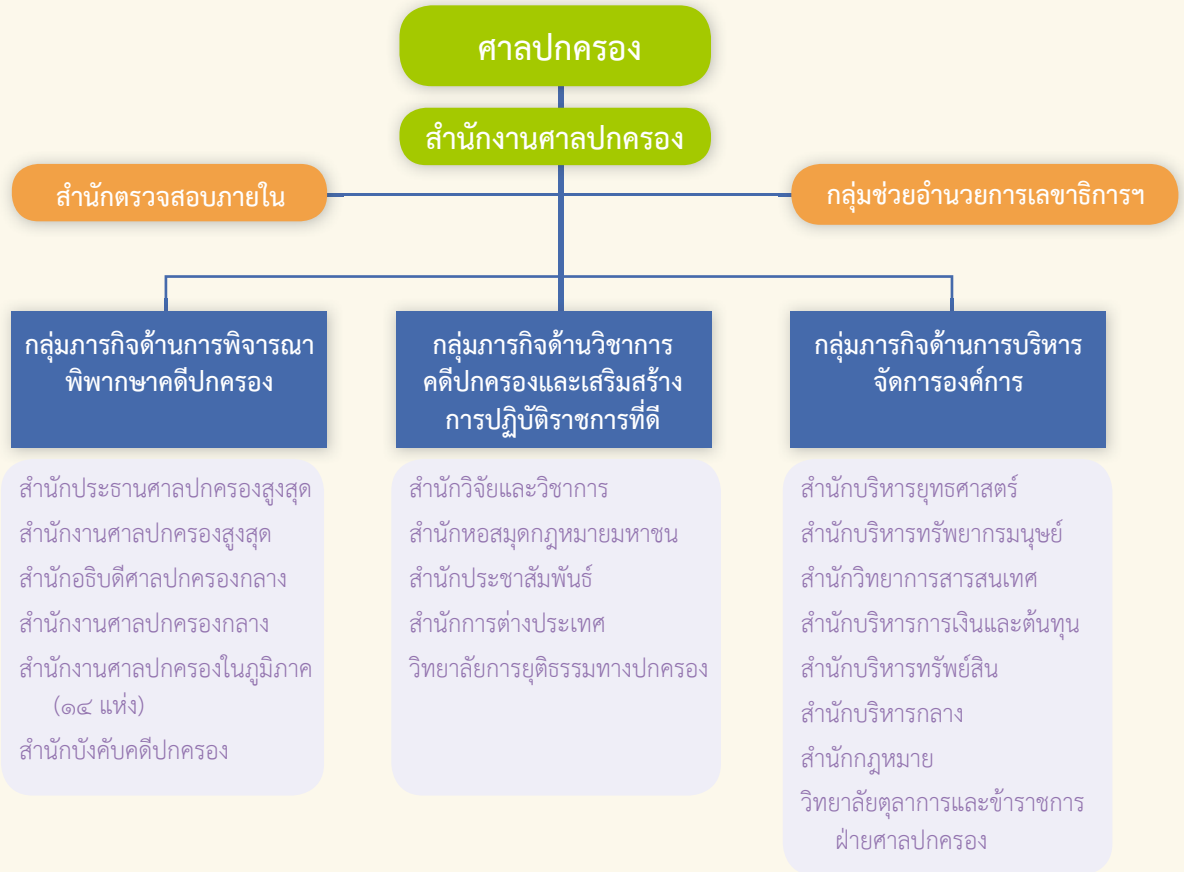 ศาลปกครอง
สำนักงานศาลปกครอง
สำนักตรวจสอบภายใน
กลุ่มช่วยอำนวยการเลขาธิการฯ
กลุ่มภารกิจด้านการพิจารณา
พิพากษาคดีปกครอง
สำนักประธานศาลปกครองสูงสุด
สำนักงานศาลปกครองสูงสุด
สำนักอธิบดีศาลปกครองกลาง
สำนักงานศาลปกครองกลาง
สำนักงานศาลปกครองในภูมิภาค
(๑๔ แห่ง)
สำนักบังคับคดีปกครอง
กลุ่มภารกิจด้านวิชาการ
คดีปกครองและเสริมสร้าง
การปฏิบัติราชการที่ดี
สำนักวิจัยและวิชาการ
สำนักหอสมุดกฎหมายมหาชน
สำนักประชาสัมพันธ์
สำนักการต่างประเทศ
วิทยาลัยการยุติธรรมทางปกครอง
กลุ่มภารกิจด้านการบริหาร
จัดการองค์การ
สำนักบริหารยุทธศาสตร์
สำนักบริหารทรัพยากรมนุษย์
สำนักวิทยาการสารสนเทศ
สำนักบริหารการเงินและต้นทุน
สำนักบริหารทรัพย์สิน
สำนักบริหารกลาง
สำนักกฎหมาย
วิทยาลัยตุลาการและข้าราชการ
ฝ่ายศาลปกครอง